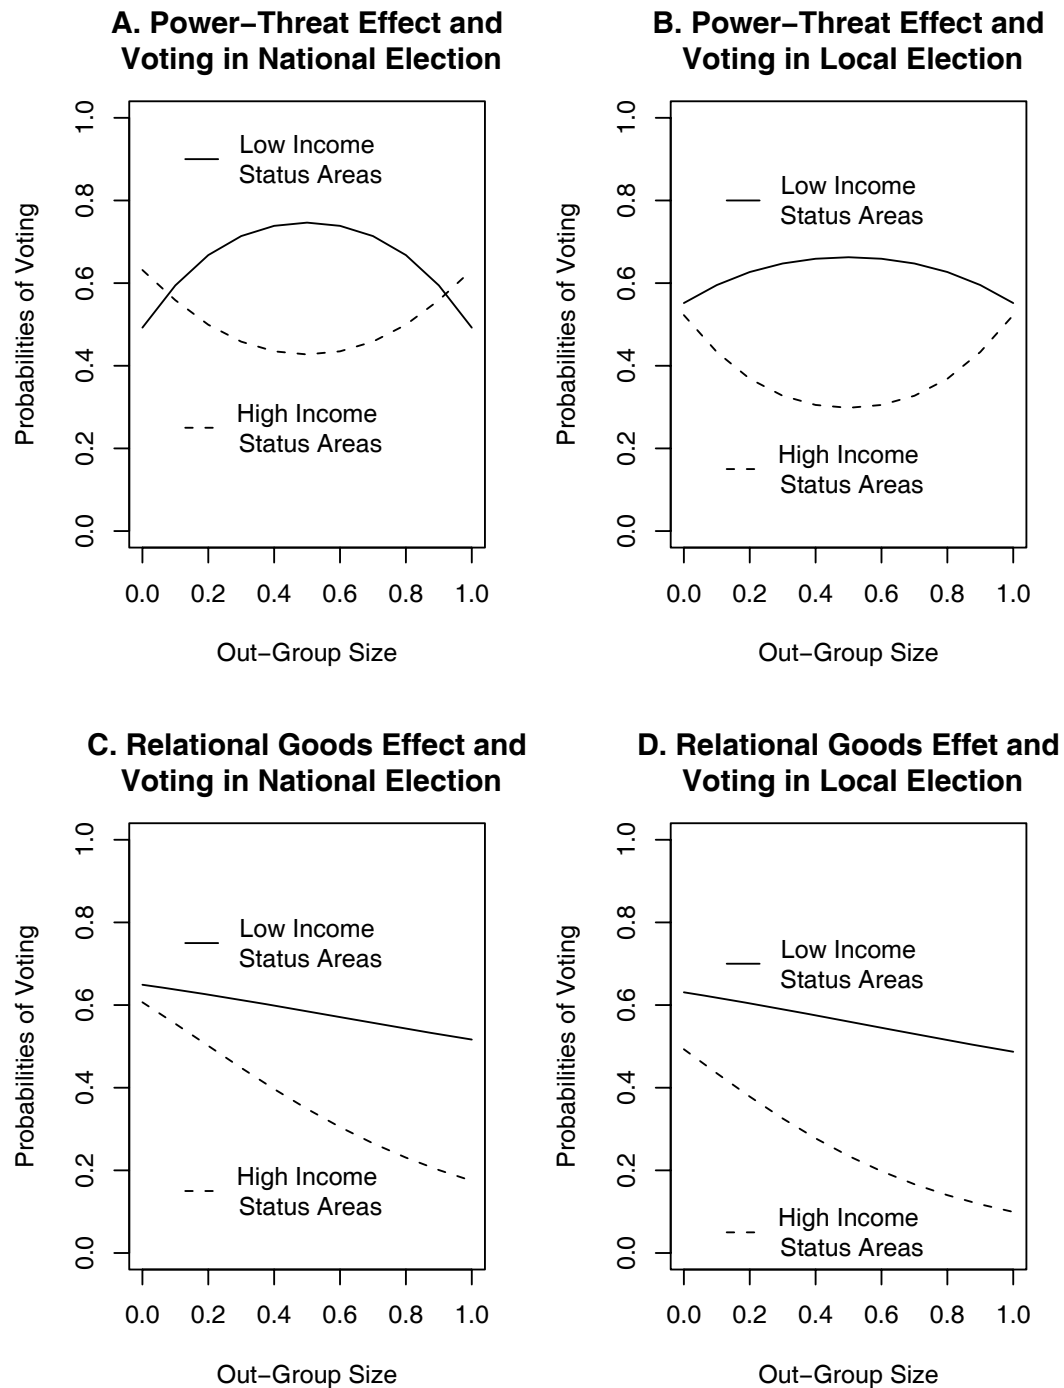 A. Power−Threat Effect and
Voting in National Election
Probabilities of Voting
1.0
0.8
0.6
0.4
0.2
0.0
Low Income
Status Areas
High Income
Status Areas
0.0 0.2 0.4 0.6 0.8 1.0
Out−Group Size
B. Power−Threat Effect and
Voting in Local Election
Probabilities of Voting
1.0
0.8
0.6
0.4
0.2
0.0
Low Income
Status Areas
High Income
Status Areas
0.0 0.2 0.4 0.6 0.8 1.0
Out−Group Size
C. Relational Goods Effect and
Voting in National Election
Probabilities of Voting
1.0
0.8
0.6
0.4
0.2
0.0
Low Income
Status Areas
High Income
Status Areas
0.0 0.2 0.4 0.6 0.8 1.0
Out−Group Size
D. Relational Goods Effet and
Voting in Local Election
Probabilities of Voting
1.0
0.8
0.6
0.4
0.2
0.0
Low Income
Status Areas
High Income
Status Areas
0.0 0.2 0.4 0.6 0.8 1.0
Out−Group Size